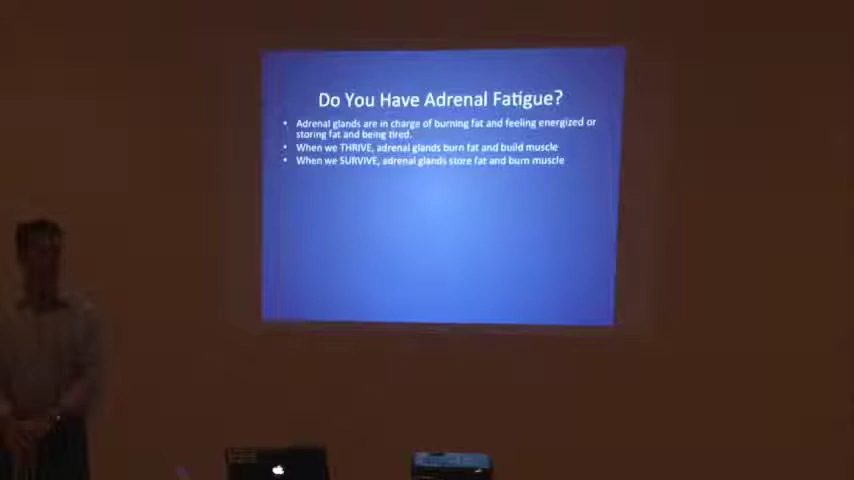 Do You Have Adrenal Fatigue?
• Adrenal glands are in charge of burning fat and feeling energized or
storing fat and being tired.
• When we THRIVE, adrenal glands burn fat and build muscle
• When we SURVIVE, adrenal glands store fat and burn muscle